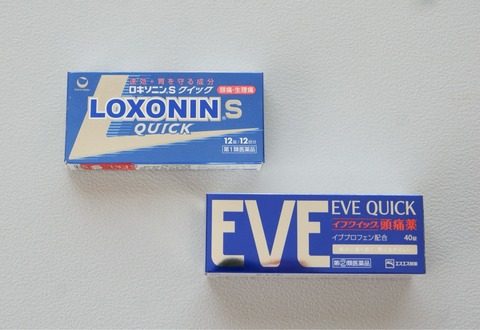 速効+胃を守る成分
ロキソニンS クイック 頭痛・生理痛
LOXONIN S
QUICK
12錠・12回分
第1類医薬品
EVE
EVE QUICK
イブクイック 頭痛薬
イブプロフェン配合 40錠
指定第②類医薬品
エスエス製薬